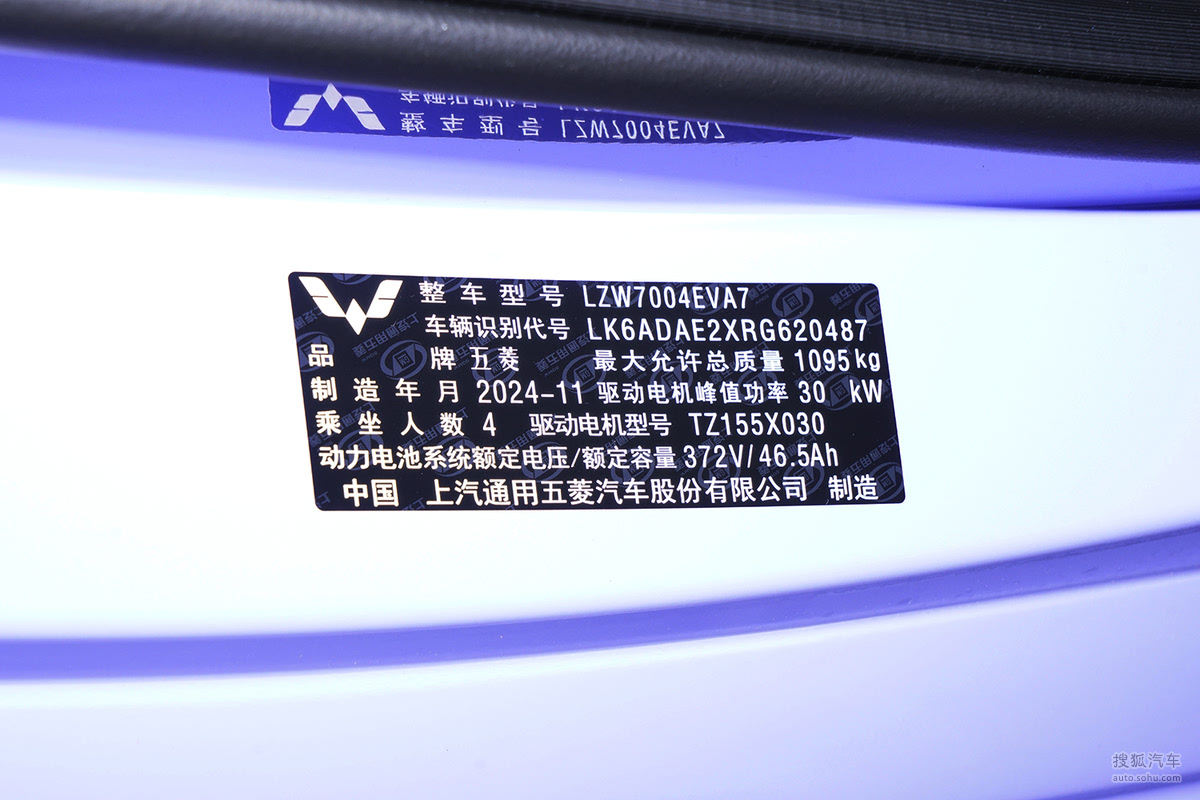 整车型号 LZW7004EVA7
车辆识别代号 LK6ADAE2XRG620487
品牌 五菱 最大允许总质量 1095kg
制造年月 2024-11 驱动电机峰值功率 30 kW
乘坐人数 4 驱动电机型号 TZ155X030
动力电池系统额定电压/额定容量 372V/46.5Ah
中国 上汽通用五菱汽车股份有限公司 制造
搜狐汽车
auto.sohu.com